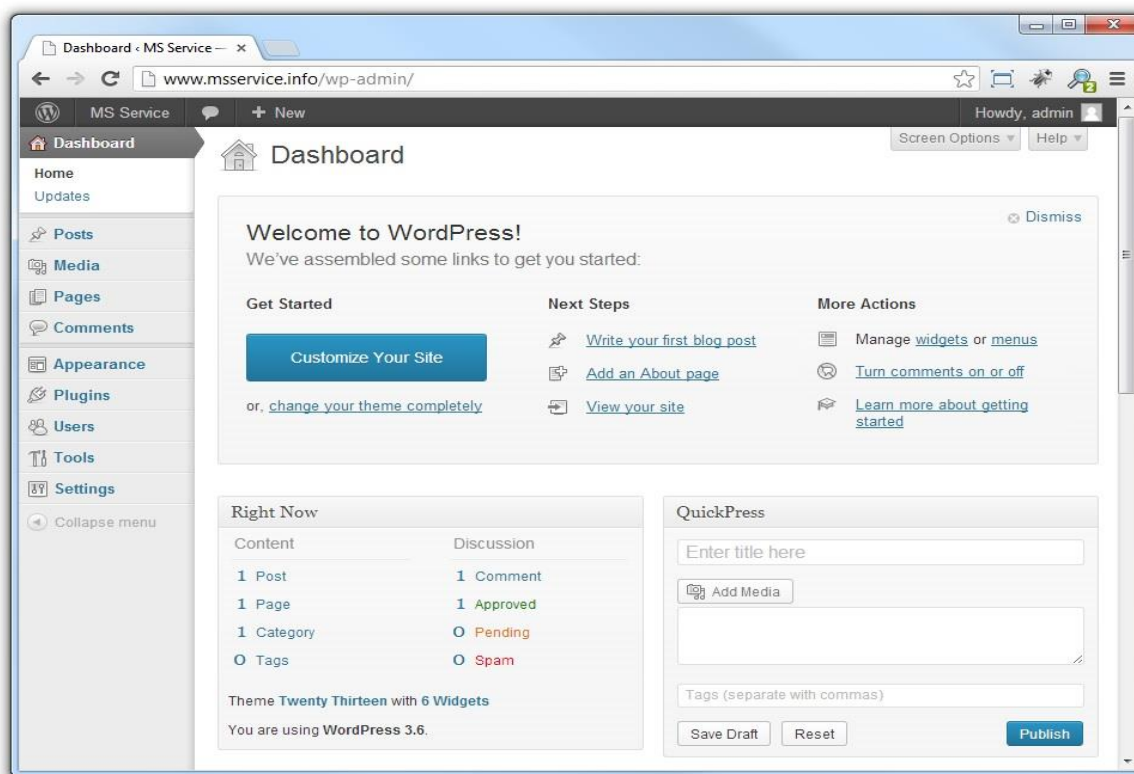 Dashboard ‹ MS Service —
www.msservice.info/wp-admin/
2
MS Service
+ New
Howdy, admin
Dashboard
Home
Updates
Posts
Media
Pages
Comments
Appearance
Plugins
Users
Tools
Settings
Collapse menu
Dashboard
Screen Options
Help
Dismiss
Welcome to WordPress!
We've assembled some links to get you started:
Get Started
Customize Your Site
or, change your theme completely
Next Steps
Write your first blog post
Add an About page
View your site
More Actions
Manage widgets or menus
Turn comments on or off
Learn more about getting
started
Right Now
Content
1 Post
1 Page
1 Category
0 Tags
Discussion
1 Comment
1 Approved
0 Pending
0 Spam
Theme Twenty Thirteen with 6 Widgets
You are using WordPress 3.6.
QuickPress
Enter title here
Add Media
Tags (separate with commas)
Save Draft
Reset
Publish